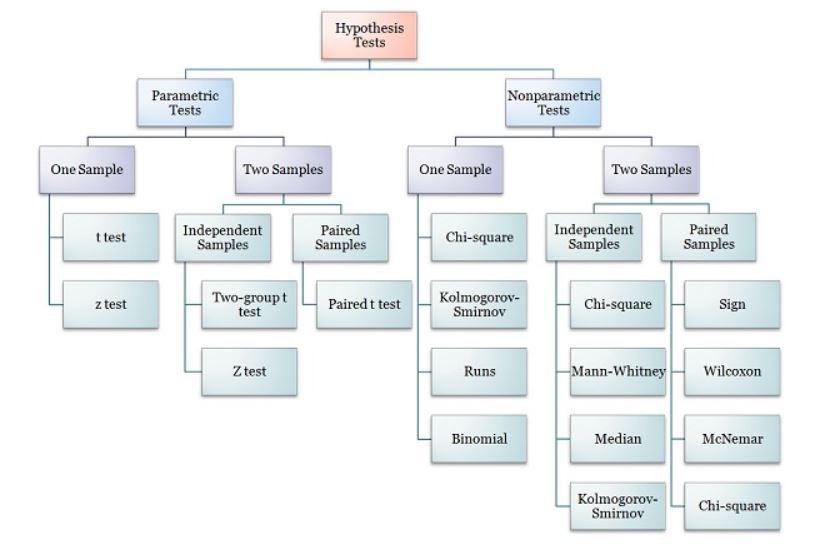 Hypothesis
Tests
Parametric
Tests
Nonparametric
Tests
One Sample
Two Samples
One Sample
Two Samples
t test
Independent
Samples
Paired
Samples
Chi-square
Independent
Samples
Paired
Samples
z test
Two-group t
test
Paired t test
Kolmogorov-
Smirnov
Chi-square
Sign
Z test
Runs
Mann-Whitney
Wilcoxon
Binomial
Median
McNemar
Kolmogorov-
Smirnov
Chi-square